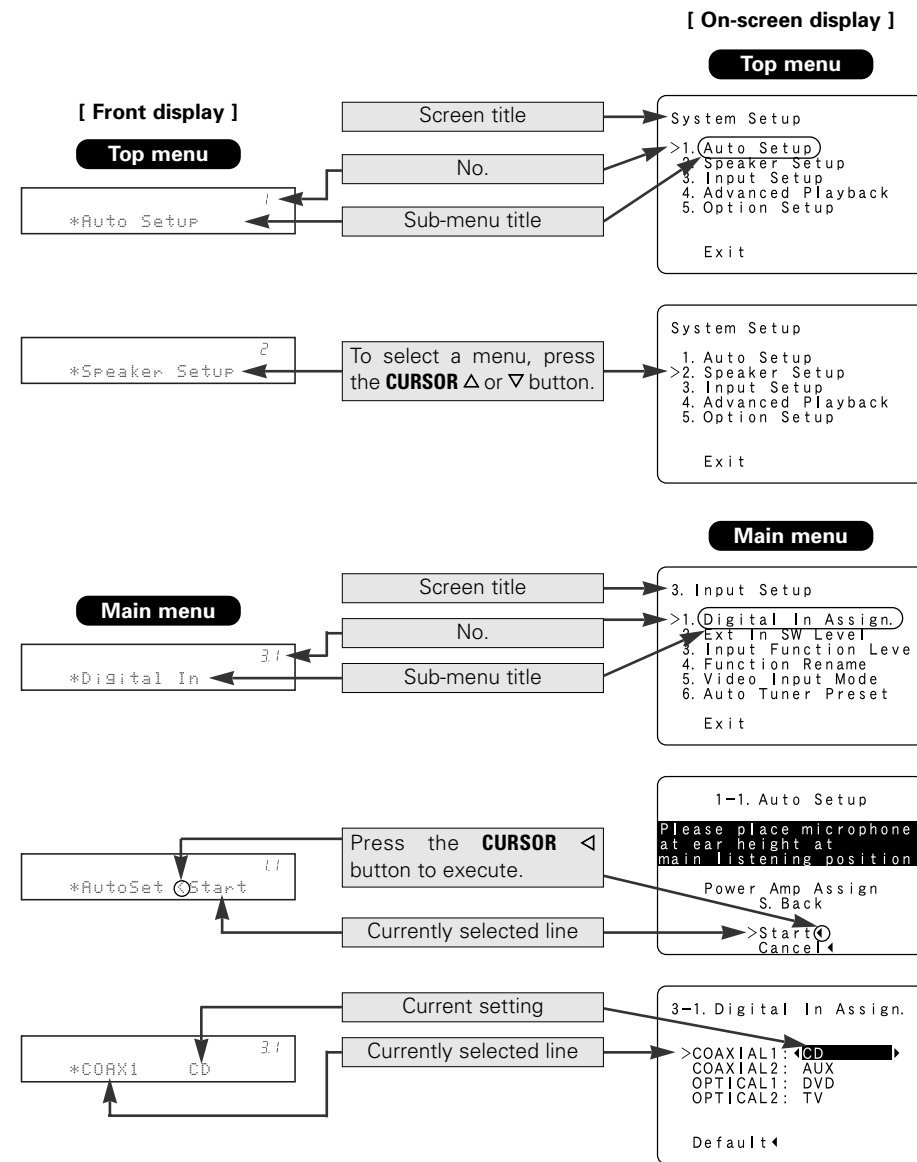 [ On-screen display ]
Top menu
[ Front display ]
Top menu
1
*Auto Setup
Screen title
No.
Sub-menu title
System Setup
>1. Auto Setup
2. Speaker Setup
3. Input Setup
4. Advanced Playback
5. Option Setup
Exit
2
*Speaker Setup
To select a menu, press
the CURSOR △ or ▽ button.
System Setup
1. Auto Setup
>2. Speaker Setup
3. Input Setup
4. Advanced Playback
5. Option Setup
Exit
Main menu
Main menu
3.1
*Digital In
Screen title
No.
Sub-menu title
3. Input Setup
>1. Digital In Assign.
2. Ext In SW Level
3. Input Function Leve
4. Function Rename
5. Video Input Mode
6. Auto Tuner Preset
Exit
1.1
*AutoSet <Start
Press the CURSOR ◁
button to execute.
Currently selected line
1-1. Auto Setup
Please place microphone
at ear height at
main listening position
Power Amp Assign
S. Back
>Start◀
Cancel◀
3.1
*COAX1 CD
Current setting
Currently selected line
3-1. Digital In Assign.
>COAXIAL1: ◀CD ▶
COAXIAL2: AUX
OPTICAL1: DVD
OPTICAL2: TV
Default◀